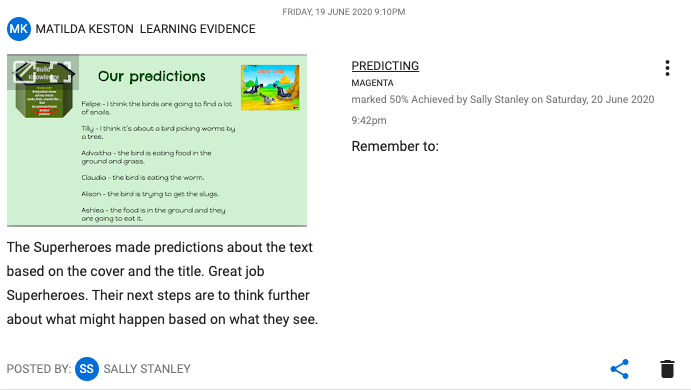 FRIDAY, 19 JUNE 2020 9:10PM
MK MATILDA KESTON LEARNING EVIDENCE
Build
Knowledge
Our predictions
Felipe - I think the birds are going to find a lot
of snails.
Tilly - I think it's about a bird picking worms by
a tree.
Advaitha - the bird is eating food in the
ground and grass.
Claudia - the bird is eating the worm.
Alison - the bird is trying to get the slugs.
Ashlea - the food is in the ground and they
are going to eat it.
The Superheroes made predictions about the text
based on the cover and the title. Great job
Superheroes. Their next steps are to think further
about what might happen based on what they see.
PREDICTING
MAGENTA
marked 50% Achieved by Sally Stanley on Saturday, 20 June 2020
9:42pm
Remember to:
POSTED BY: SS SALLY STANLEY